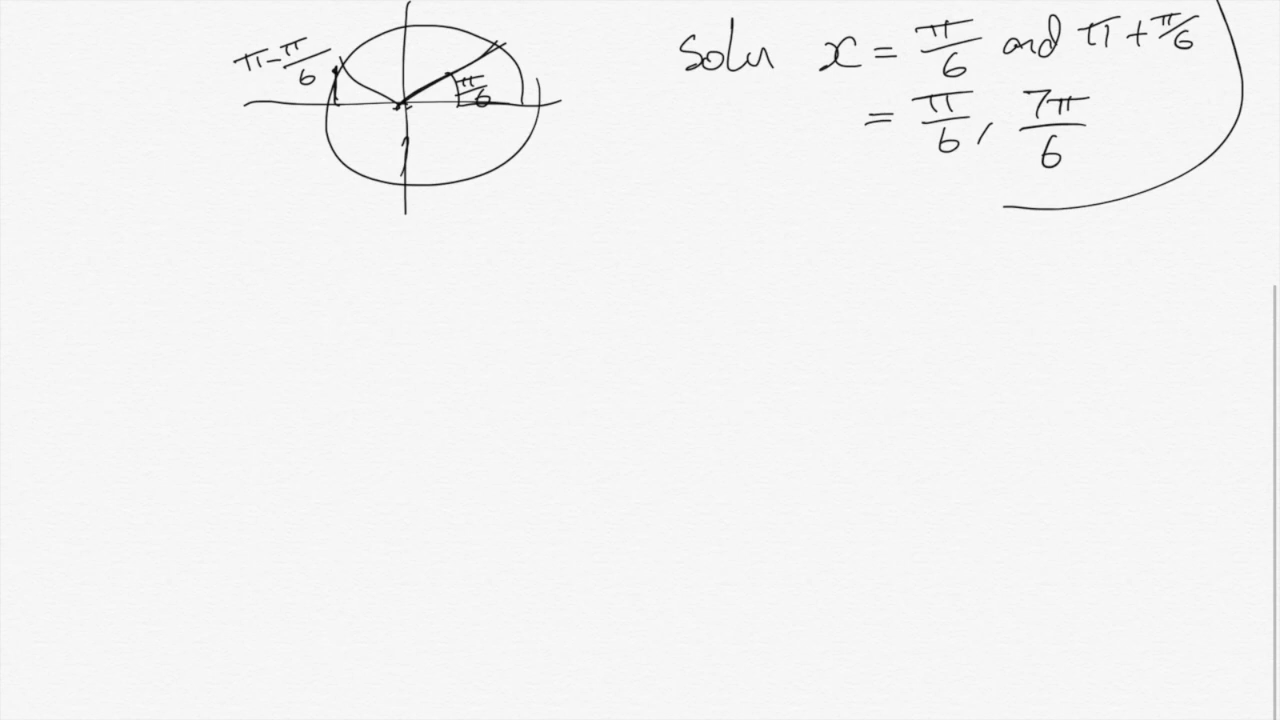 π-π/6
π/6
Soln x = π/6 and π+π/6
= π/6, 7π/6